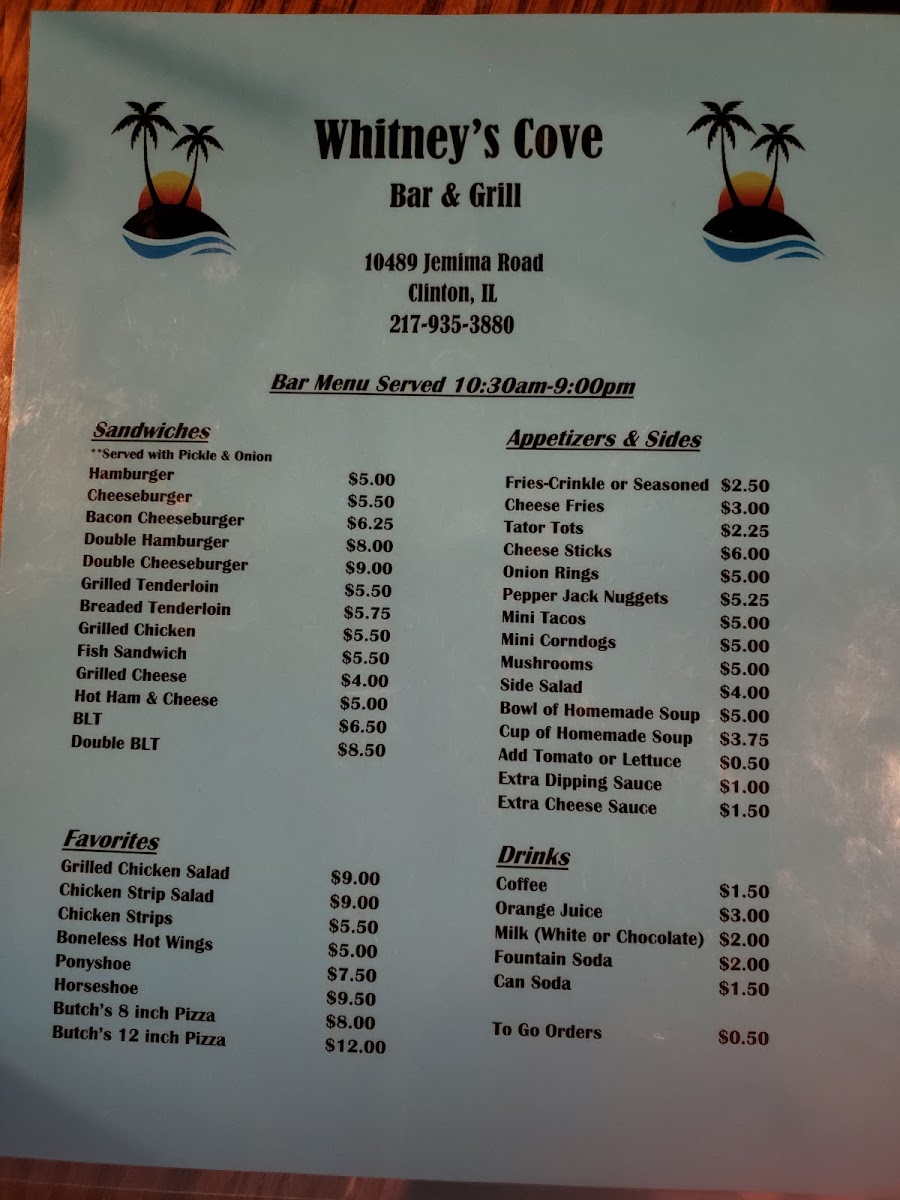 Whitney's Cove
Bar & Grill
10489 Jemima Road
Clinton, IL
217-935-3880
Bar Menu Served 10:30am-9:00pm
Sandwiches
**Served with Pickle & Onion
Hamburger $5.00
Cheeseburger $5.50
Bacon Cheeseburger $6.25
Double Hamburger $8.00
Double Cheeseburger $9.00
Grilled Tenderloin $5.50
Breaded Tenderloin $5.75
Grilled Chicken $5.50
Fish Sandwich $5.50
Grilled Cheese $4.00
Hot Ham & Cheese $5.00
BLT $6.50
Double BLT $8.50
Appetizers & Sides
Fries-Crinkle or Seasoned $2.50
Cheese Fries $3.00
Tator Tots $2.25
Cheese Sticks $6.00
Onion Rings $5.00
Pepper Jack Nuggets $5.25
Mini Tacos $5.00
Mini Corndogs $5.00
Mushrooms $5.00
Side Salad $4.00
Bowl of Homemade Soup $5.00
Cup of Homemade Soup $3.75
Add Tomato or Lettuce $0.50
Extra Dipping Sauce $1.00
Extra Cheese Sauce $1.50
Favorites
Grilled Chicken Salad $9.00
Chicken Strip Salad $9.00
Chicken Strips $5.50
Boneless Hot Wings $5.00
Ponyshoe $7.50
Horseshoe $9.50
Butch's 8 inch Pizza $8.00
Butch's 12 inch Pizza $12.00
Drinks
Coffee $1.50
Orange Juice $3.00
Milk (White or Chocolate) $2.00
Fountain Soda $2.00
Can Soda $1.50
To Go Orders $0.50